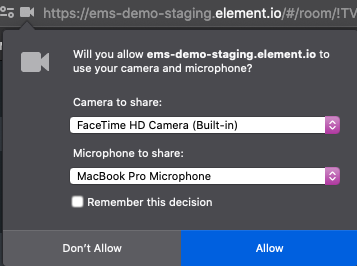 https://ems-demo-staging.element.io/#/room/!TV
Will you allow ems-demo-staging.element.io to
use your camera and microphone?
Camera to share:
FaceTime HD Camera (Built-in)
Microphone to share:
MacBook Pro Microphone
Remember this decision
Don't Allow
Allow